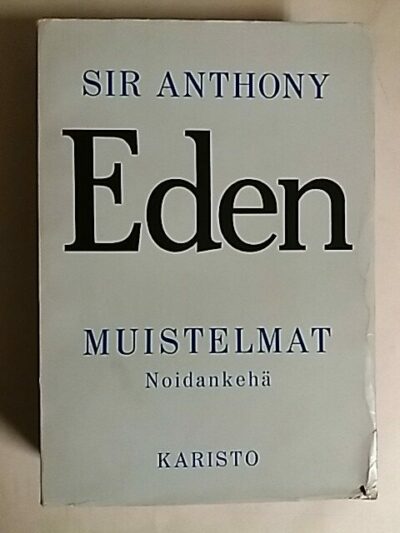 SIR ANTHONY
Eden
MUISTELMAT
Noidankehä
KARISTO